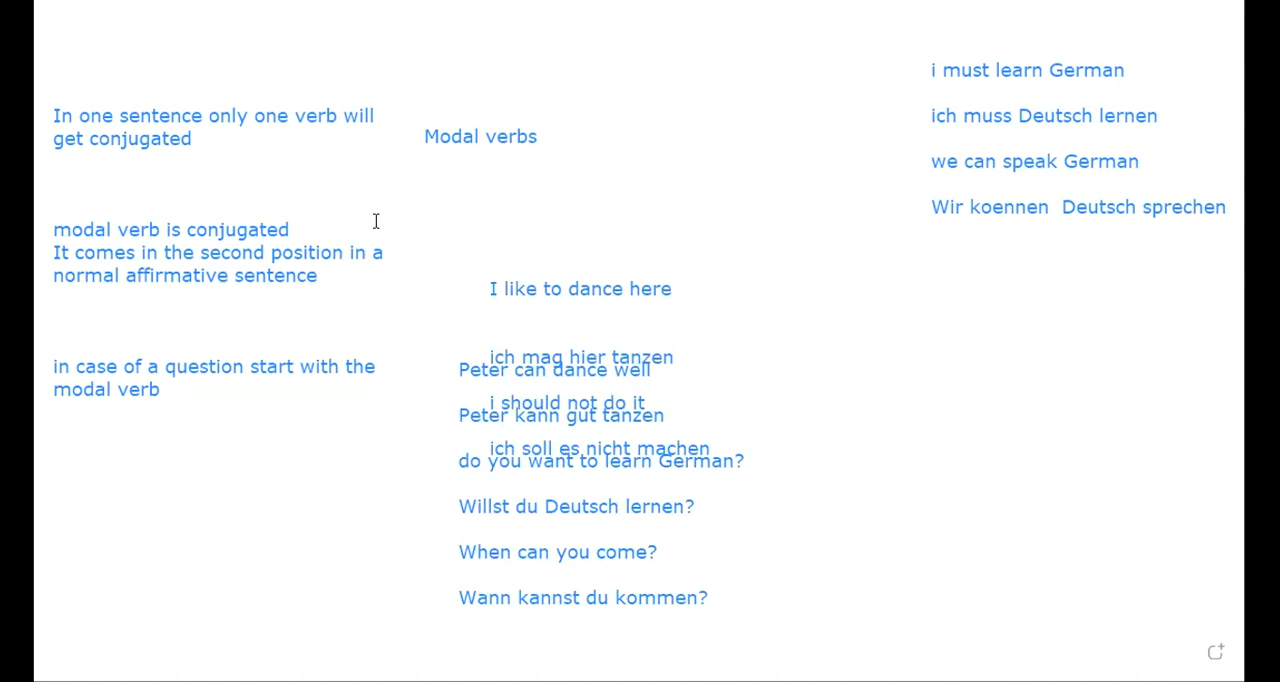 In one sentence only one verb will
get conjugated
modal verb is conjugated
It comes in the second position in a
normal affirmative sentence
in case of a question start with the
modal verb
Modal verbs
I like to dance here
ich mag hier tanzen
Peter can dance well
i should not do it
Peter kann gut tanzen
ich soll es nicht machen
do you want to learn German?
Willst du Deutsch lernen?
When can you come?
Wann kannst du kommen?
i must learn German
ich muss Deutsch lernen
we can speak German
Wir koennen  Deutsch sprechen